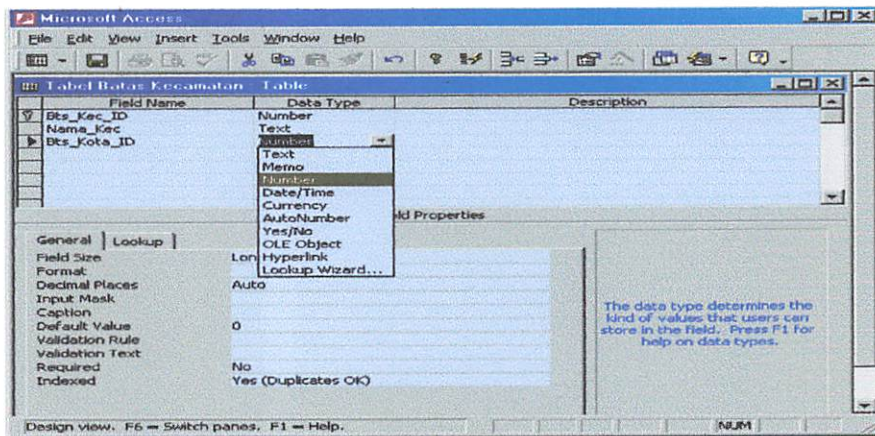 Microsoft Access
File Edit View Insert Tools Window Help
Tabel Batas Kecamatan : Table
Field Name Data Type Description
Bts_Kec_ID Number
Nama_Kec Text
Bts_Kota_ID Number
Text
Memo
Number
Date/Time
Currency
AutoNumber
Yes/No
OLE Object
Hyperlink
Lookup Wizard...
ld Properties
General Lookup
Field Size Lon
Format
Decimal Places Auto
Input Mask
Caption
Default Value 0
Validation Rule
Validation Text
Required No
Indexed Yes (Duplicates OK)
The data type determines the
kind of values that users can
store in the field. Press F1 for
help on data types.
Design view. F6 = Switch panes. F1 = Help. NUM